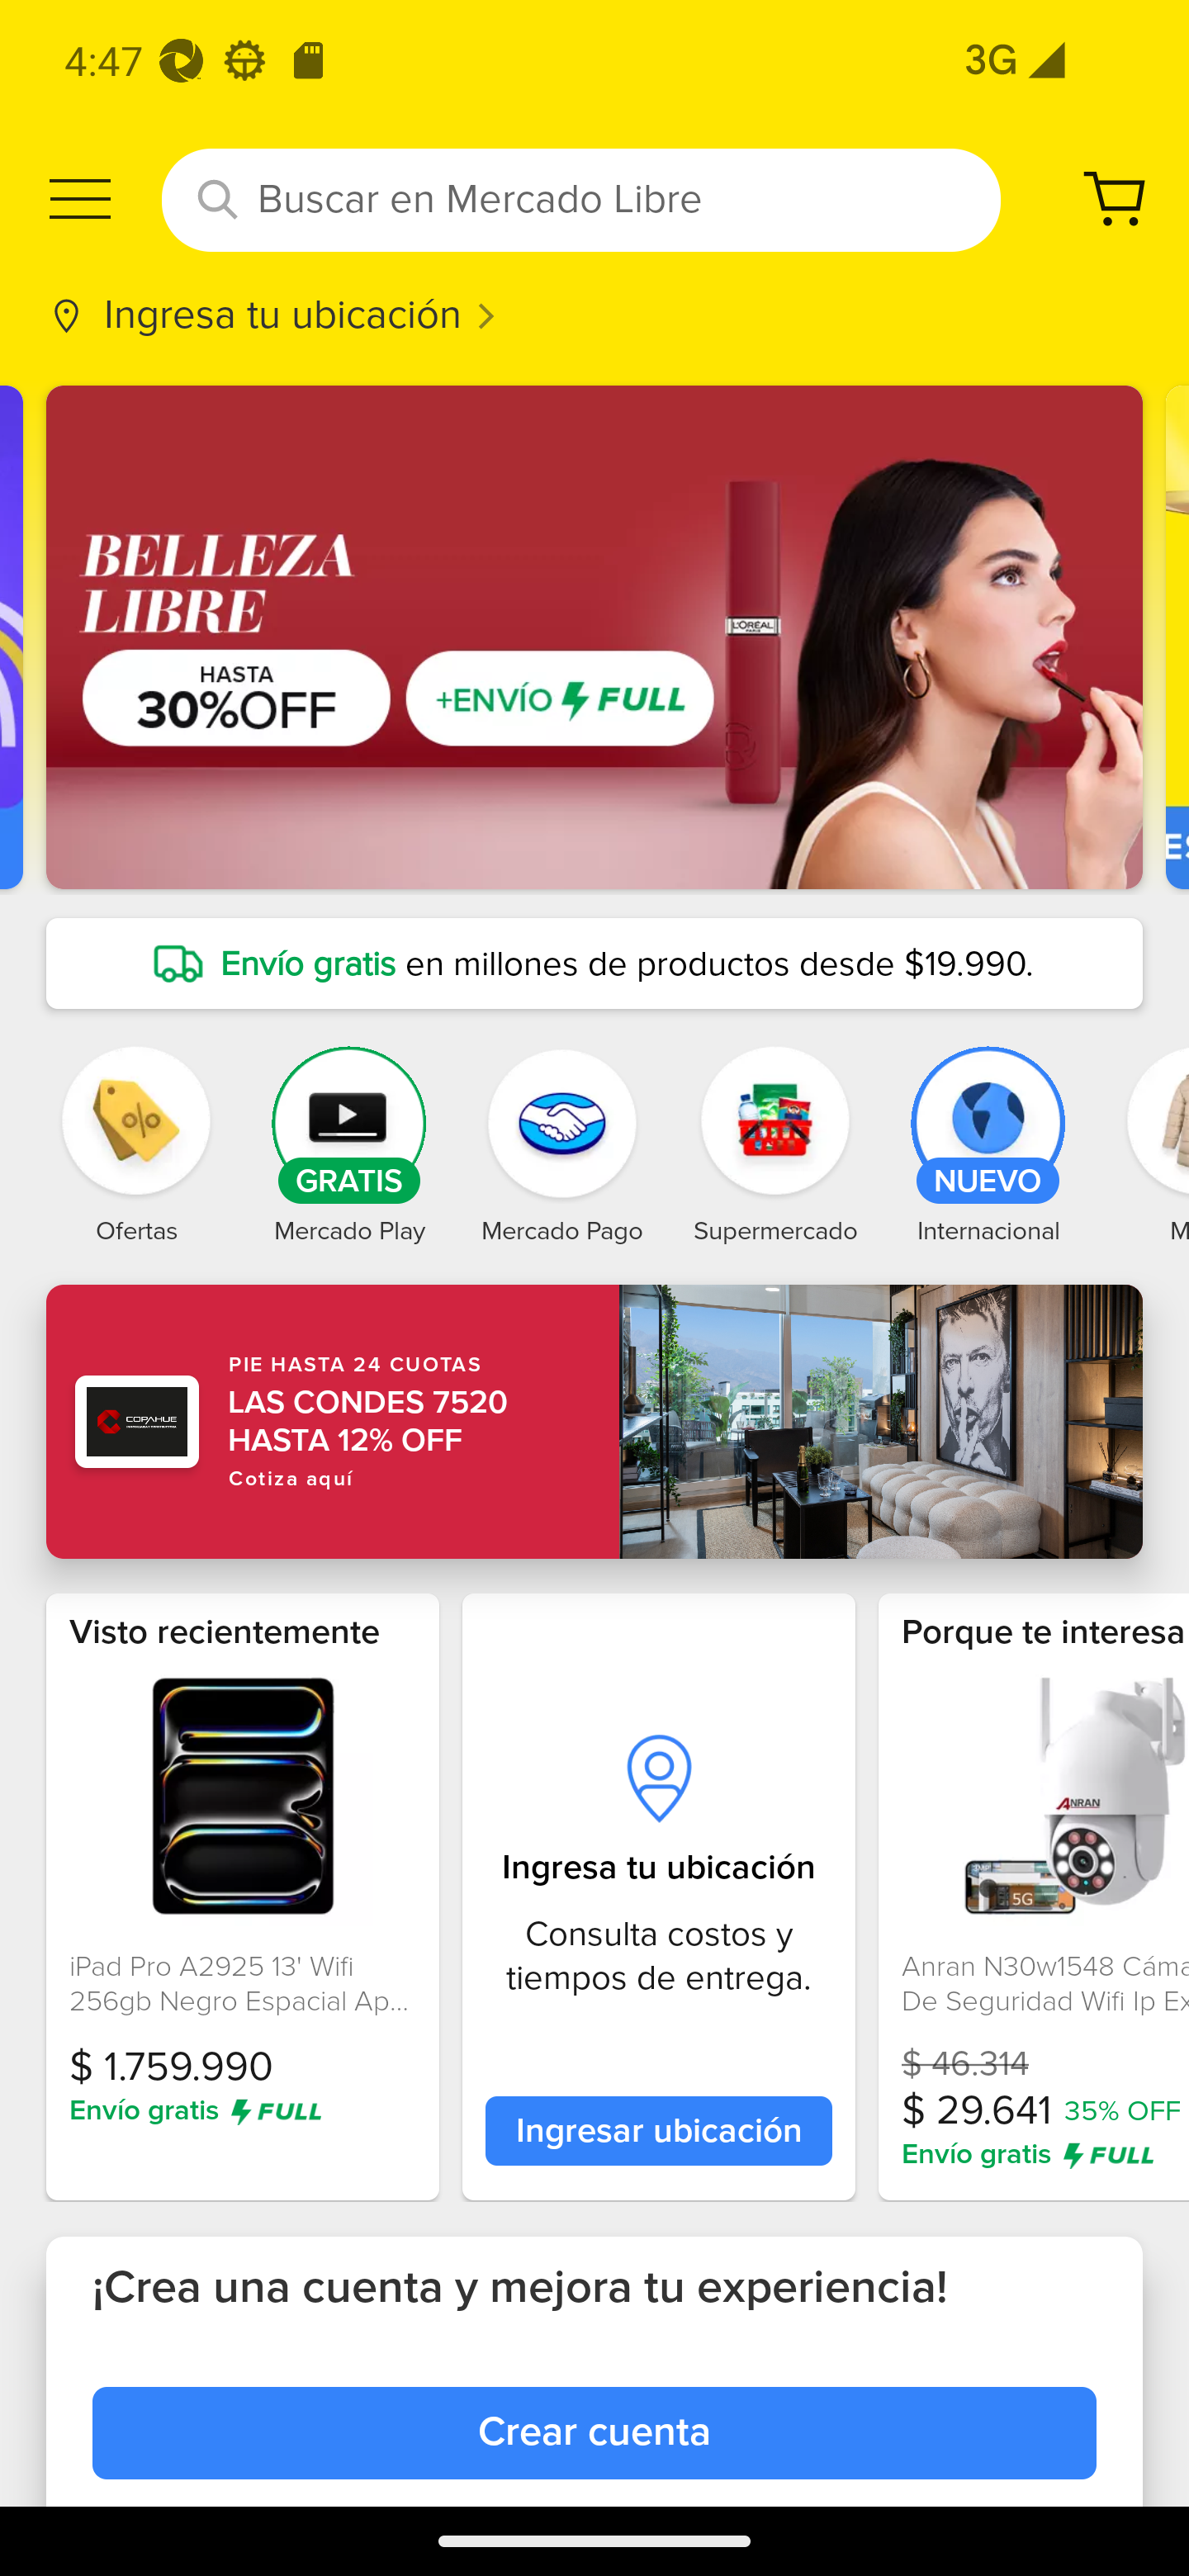 4:47
3G
Buscar en Mercado Libre
Ingresa tu ubicación
BELLEZA
LIBRE
HASTA
30%OFF
+ENVÍO FULL
L'ORÉAL
PARIS
Envío gratis en millones de productos desde $19.990.
GRATIS
NUEVO
Ofertas
Mercado Play
Mercado Pago
Supermercado
Internacional
M
PIE HASTA 24 CUOTAS
LAS CONDES 7520
HASTA 12% OFF
Cotiza aquí
COPAHUE
Visto recientemente
iPad Pro A2925 13' Wifi
256gb Negro Espacial Ap...
$ 1.759.990
Envío gratis FULL
Ingresa tu ubicación
Consulta costos y
tiempos de entrega.
Ingresar ubicación
Porque te interesa
ANRAN
5G
Anran N30w1548 Cáma
De Seguridad Wifi Ip Ex
$ 46.314
$ 29.641 35% OFF
Envío gratis FULL
¡Crea una cuenta y mejora tu experiencia!
Crear cuenta